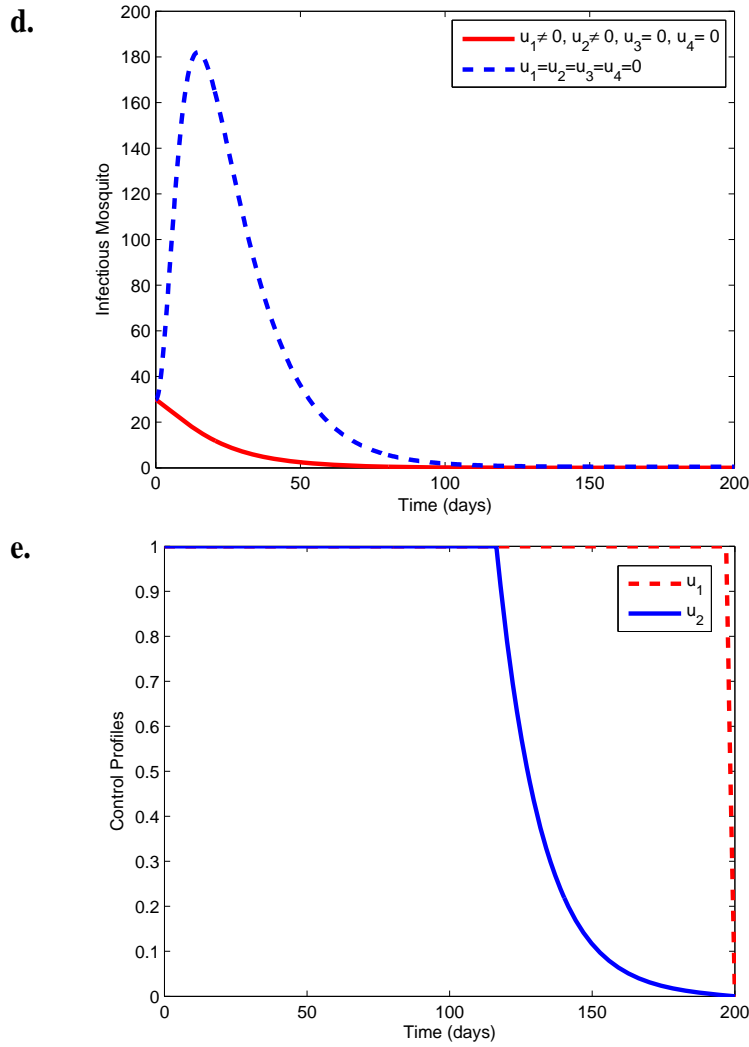 d.
200
180
160
140
120
100
80
60
40
20
0
Infectious Mosquito
u1≠ 0, u2≠ 0, u3= 0, u4= 0
u1=u2=u3=u4=0
0 50 100 150 200
Time (days)
e.
1
0.9
0.8
0.7
0.6
0.5
0.4
0.3
0.2
0.1
0
Control Profiles
u1
u2
0 50 100 150 200
Time (days)